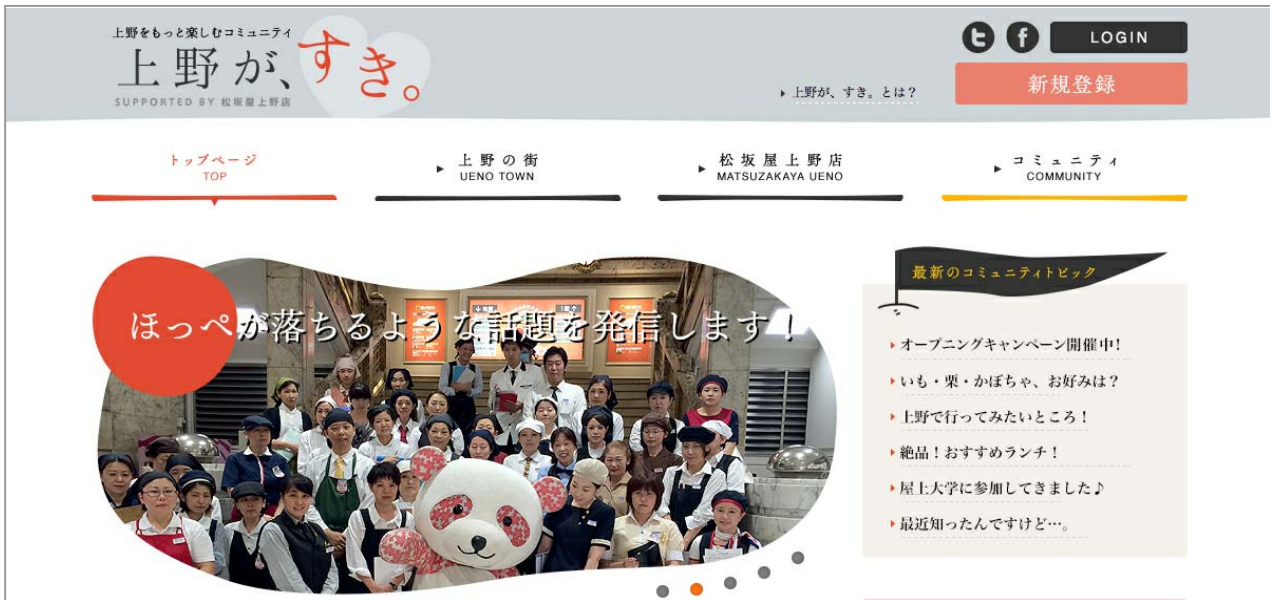 上野をもっと楽しむコミュニティ
上野が、すき。
SUPPORTED BY 松坂屋上野店
上野が、すき。とは？
LOGIN
新規登録
トップページ
TOP
上野の街
UENO TOWN
松坂屋上野店
MATSUZAKAYA UENO
コミュニティ
COMMUNITY
ほっぺが落ちるような話題を発信します！
最新のコミュニティトピック
オープニングキャンペーン開催中！
いも・栗・かぼちゃ、お好みは？
上野で行ってみたいところ！
絶品！おすすめランチ！
屋上大学に参加してきました♪
最近知ったんですけど…。